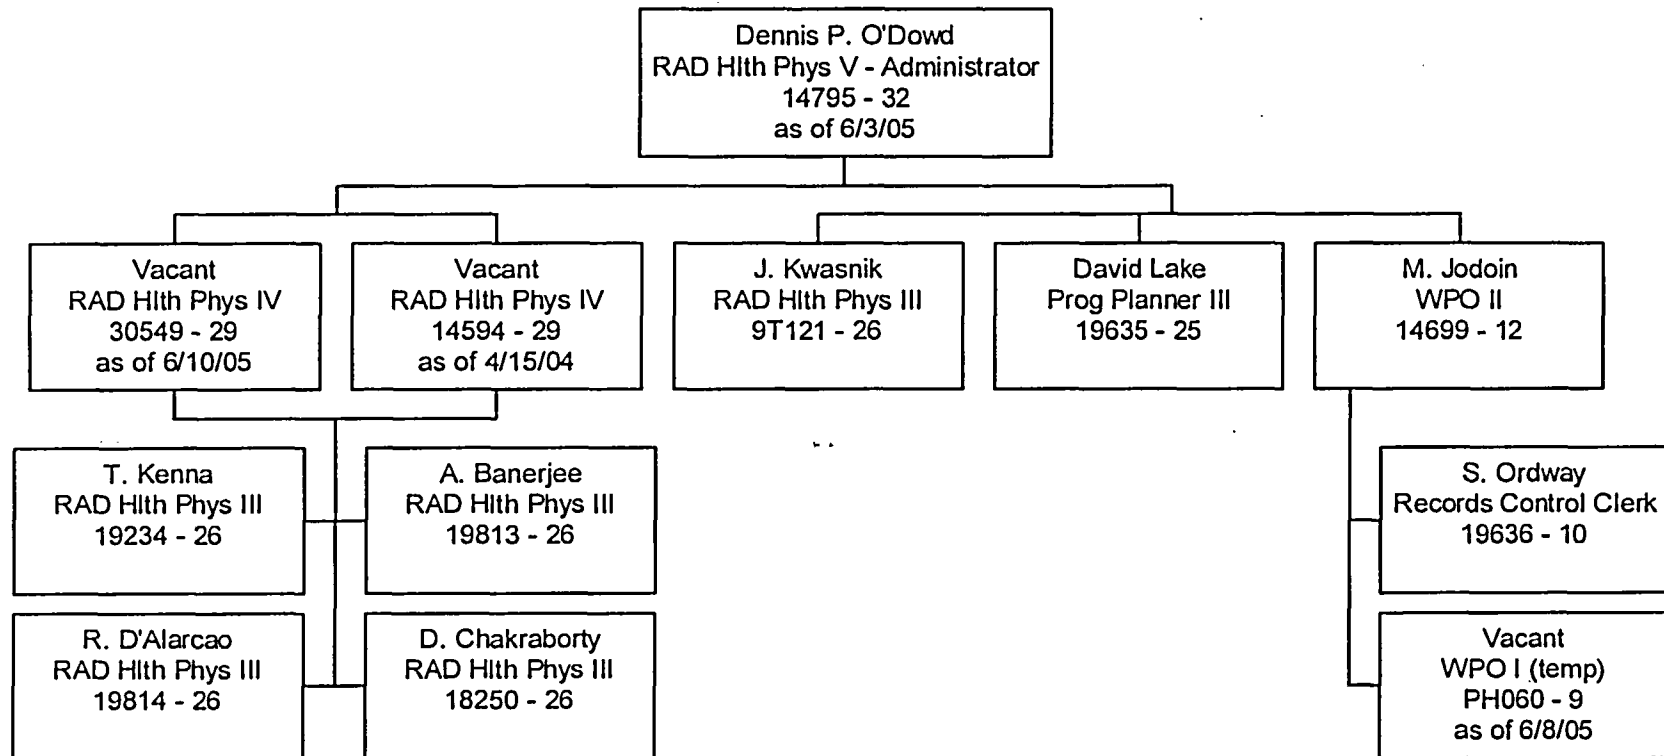 Dennis P. O'Dowd
RAD Hlth Phys V - Administrator
14795 - 32
as of 6/3/05
Vacant
RAD Hlth Phys IV
30549 - 29
as of 6/10/05
Vacant
RAD Hlth Phys IV
14594 - 29
as of 4/15/04
J. Kwasnik
RAD Hlth Phys III
9T121 - 26
David Lake
Prog Planner III
19635 - 25
M. Jodoin
WPO II
14699 - 12
T. Kenna
RAD Hlth Phys III
19234 - 26
A. Banerjee
RAD Hlth Phys III
19813 - 26
S. Ordway
Records Control Clerk
19636 - 10
R. D'Alarcao
RAD Hlth Phys III
19814 - 26
D. Chakraborty
RAD Hlth Phys III
18250 - 26
Vacant
WPO I (temp)
PH060 - 9
as of 6/8/05